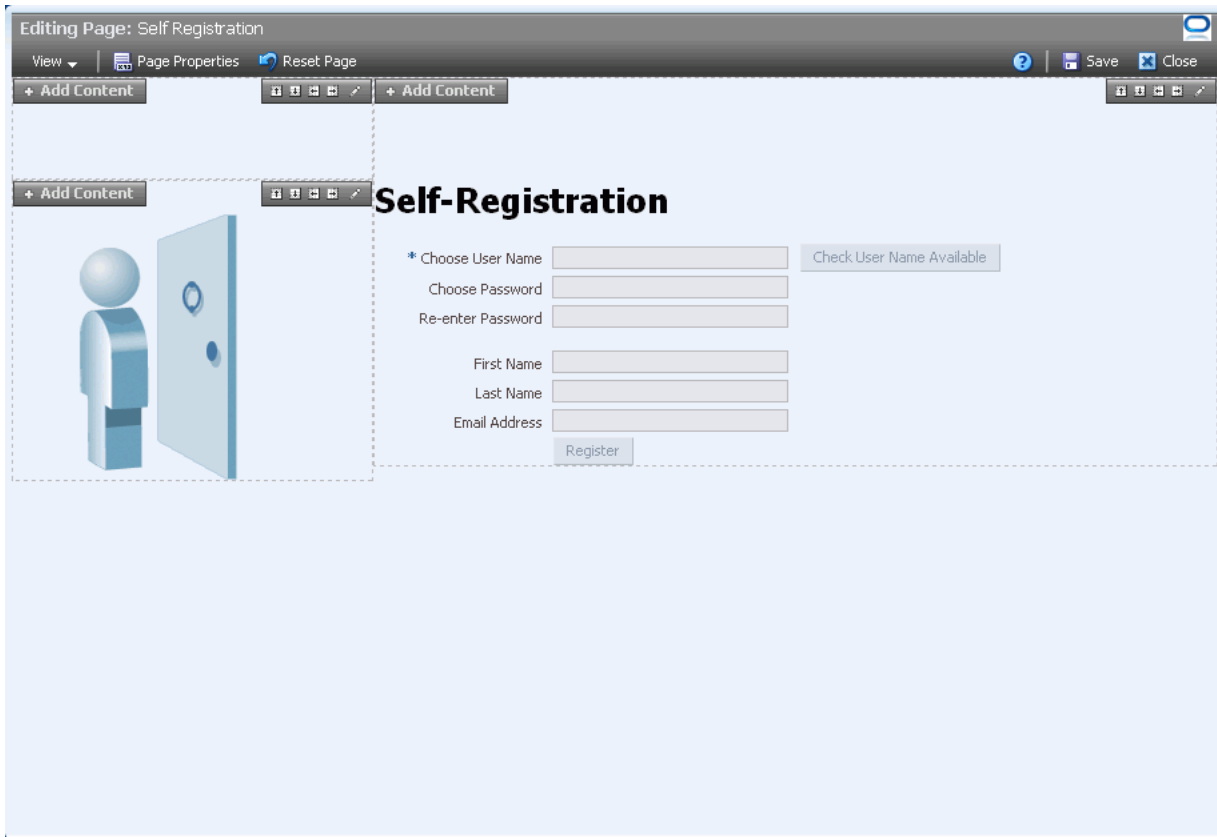 Editing Page: Self Registration
View Page Properties Reset Page Save Close
+ Add Content + Add Content
+ Add Content
Self-Registration
* Choose User Name Check User Name Available
Choose Password
Re-enter Password
First Name
Last Name
Email Address
Register